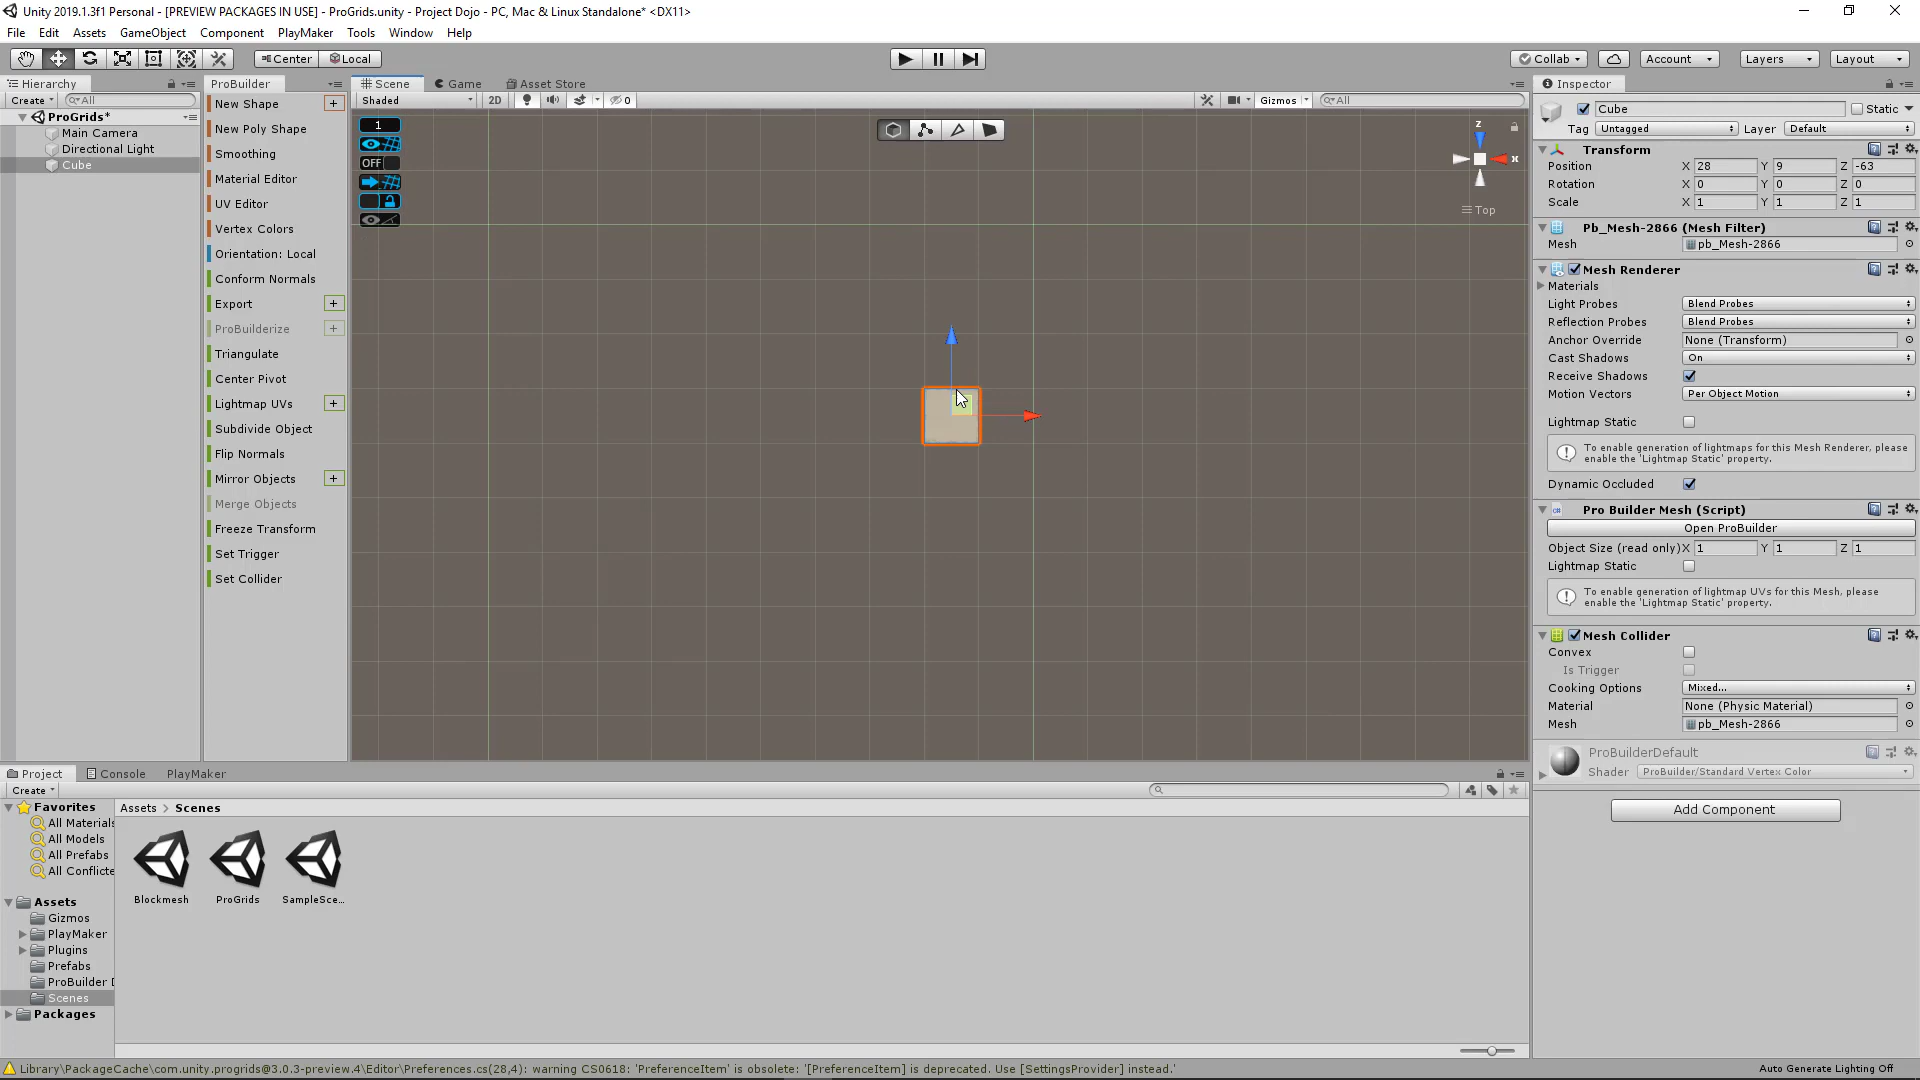 Unity 2019.1.3f1 Personal - [PREVIEW PACKAGES IN USE] - ProGrids.unity - Project Dojo - PC, Mac & Linux Standalone* <DX11>
File Edit Assets GameObject Component PlayMaker Tools Window Help
Center Local Collab Account Layers Layout
Hierarchy
Create All
ProGrids*
Main Camera
Directional Light
Cube
ProBuilder
New Shape +
New Poly Shape
Smoothing
Material Editor
UV Editor
Vertex Colors
Orientation: Local
Conform Normals
Export +
ProBuilderize +
Triangulate
Center Pivot
Lightmap UVs +
Subdivide Object
Flip Normals
Mirror Objects +
Merge Objects
Freeze Transform
Set Trigger
Set Collider
Scene Game Asset Store
Shaded 2D 0 Gizmos All
1
OFF
z
x
Top
Inspector
Cube Static
Tag Untagged Layer Default
Transform
Position X 28 Y 9 Z -63
Rotation X 0 Y 0 Z 0
Scale X 1 Y 1 Z 1
Pb_Mesh-2866 (Mesh Filter)
Mesh pb_Mesh-2866
Mesh Renderer
Materials
Light Probes Blend Probes
Reflection Probes Blend Probes
Anchor Override None (Transform)
Cast Shadows On
Receive Shadows
Motion Vectors Per Object Motion
Lightmap Static
To enable generation of lightmaps for this Mesh Renderer, please
enable the 'Lightmap Static' property.
Dynamic Occluded
Pro Builder Mesh (Script)
Open ProBuilder
Object Size (read only) X 1 Y 1 Z 1
Lightmap Static
To enable generation of lightmap UVs for this Mesh, please
enable the 'Lightmap Static' property.
Mesh Collider
Convex
Is Trigger
Cooking Options Mixed...
Material None (Physic Material)
Mesh pb_Mesh-2866
ProBuilderDefault
Shader ProBuilder/Standard Vertex Color
Add Component
Project Console PlayMaker
Create
Favorites
All Materials
All Models
All Prefabs
All Conflicte
Assets
Gizmos
PlayMaker
Plugins
Prefabs
ProBuilder D
Scenes
Packages
Assets > Scenes
Blockmesh ProGrids SampleSce...
Library\PackageCache\com.unity.progrids@3.0.3-preview.4\Editor\Preferences.cs(28,4): warning CS0618: 'PreferenceItem' is obsolete: '[PreferenceItem] is deprecated. Use [SettingsProvider] instead.'
Auto Generate Lighting Off